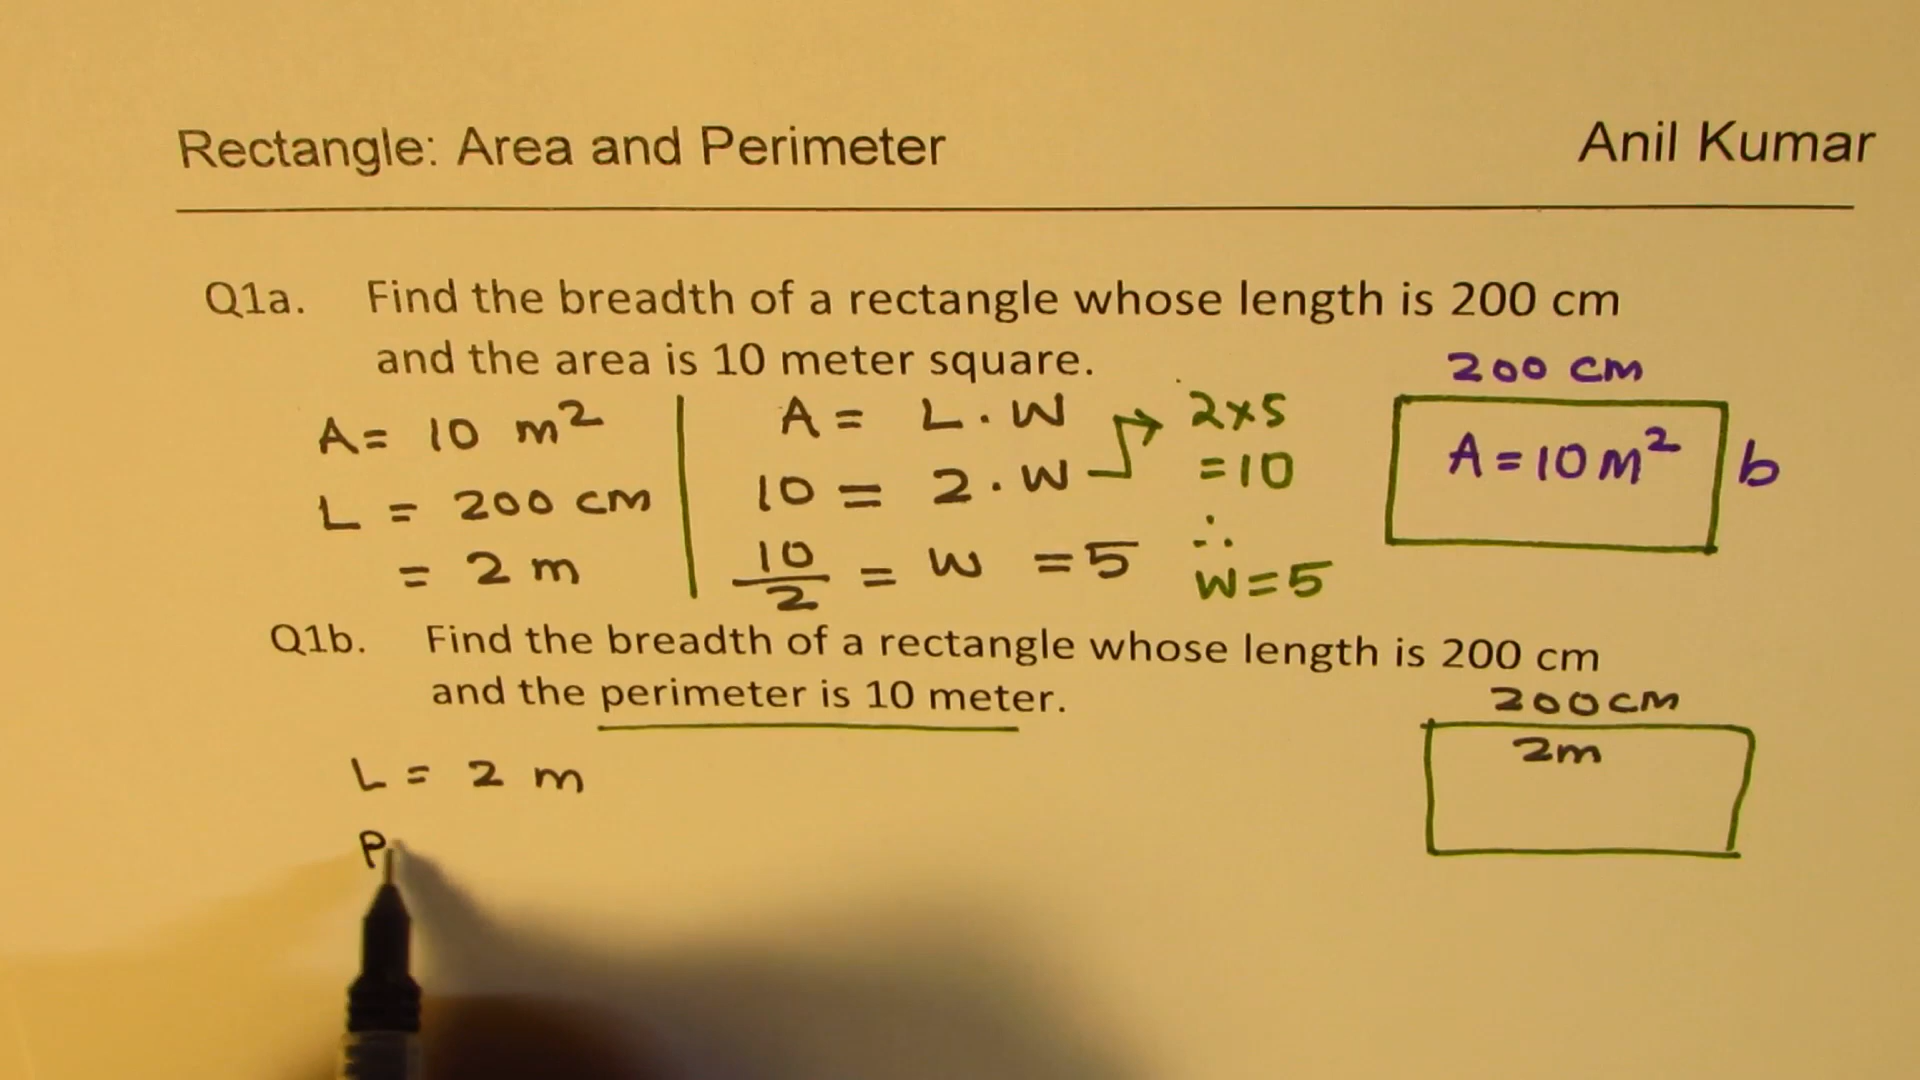 Rectangle: Area and Perimeter Anil Kumar
Q1a. Find the breadth of a rectangle whose length is 200 cm
and the area is 10 meter square.
A = 10 m²
L = 200 cm
= 2 m
A = L . W
10 = 2 . W
10/2 = W = 5
2x5
= 10
∴
W = 5
200 cm
A = 10 M²
b
Q1b. Find the breadth of a rectangle whose length is 200 cm
and the perimeter is 10 meter.
200 cm
2m
L = 2 m
P